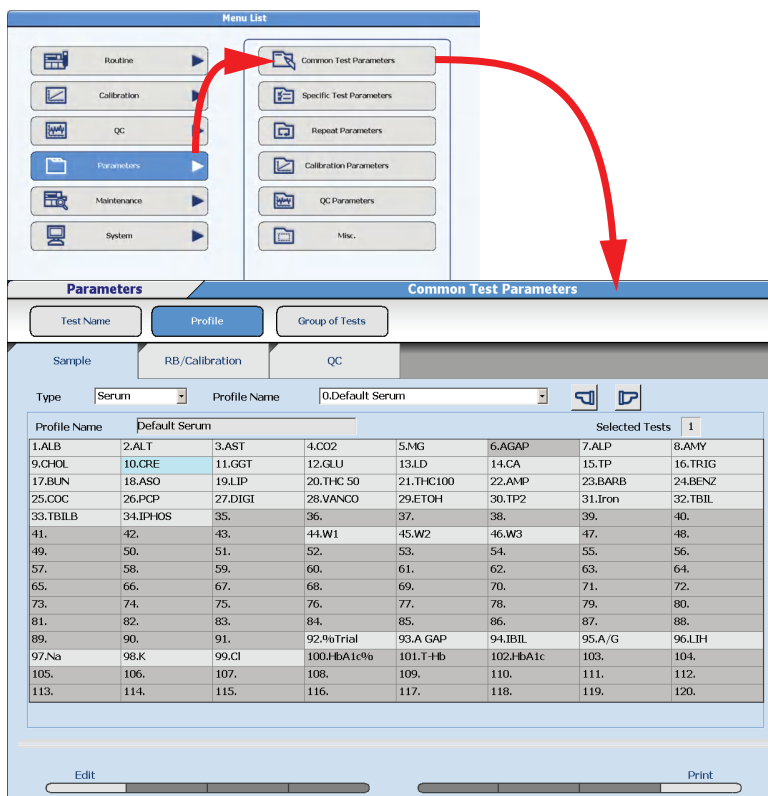 Menu List
Routine Common Test Parameters
Calibration Specific Test Parameters
QC Repeat Parameters
Parameters Calibration Parameters
Maintenance QC Parameters
System Misc.
Parameters Common Test Parameters
Test Name Profile Group of Tests
Sample RB/Calibration QC
Type Serum Profile Name 0.Default Serum
Profile Name Default Serum Selected Tests 1
1.ALB 2.ALT 3.AST 4.CO2 5.MG 6.AGAP 7.ALP 8.AMY
9.CHOL 10.CRE 11.GGT 12.GLU 13.LD 14.CA 15.TP 16.TRIG
17.BUN 18.ASO 19.LIP 20.THC 50 21.THC100 22.AMP 23.BARB 24.BENZ
25.COC 26.PCP 27.DIGI 28.VANCO 29.ETOH 30.TP2 31.Iron 32.TBIL
33.TBILB 34.IPHOS 35. 36. 37. 38. 39. 40.
41. 42. 43. 44.W1 45.W2 46.W3 47. 48.
49. 50. 51. 52. 53. 54. 55. 56.
57. 58. 59. 60. 61. 62. 63. 64.
65. 66. 67. 68. 69. 70. 71. 72.
73. 74. 75. 76. 77. 78. 79. 80.
81. 82. 83. 84. 85. 86. 87. 88.
89. 90. 91. 92.%Trial 93.A GAP 94.IBIL 95.A/G 96.LIH
97.Na 98.K 99.Cl 100.HbA1c% 101.T-Hb 102.HbA1c 103. 104.
105. 106. 107. 108. 109. 110. 111. 112.
113. 114. 115. 116. 117. 118. 119. 120.
Edit Print